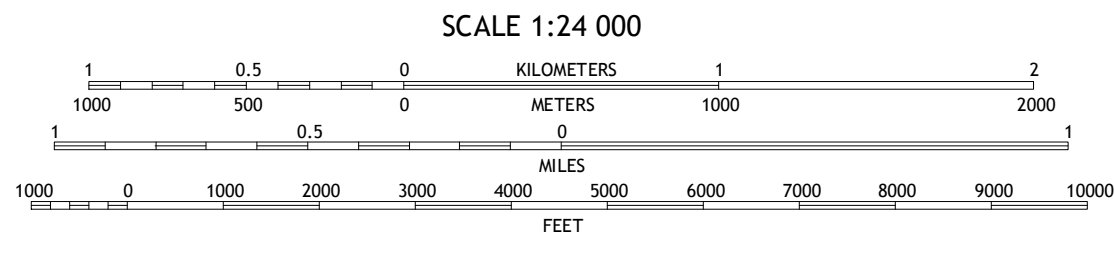 SCALE 1:24 000
1 0.5 0 KILOMETERS 1 2
1000 500 0 METERS 1000 2000
1 0.5 0 1
MILES
1000 0 1000 2000 3000 4000 5000 6000 7000 8000 9000 10000
FEET